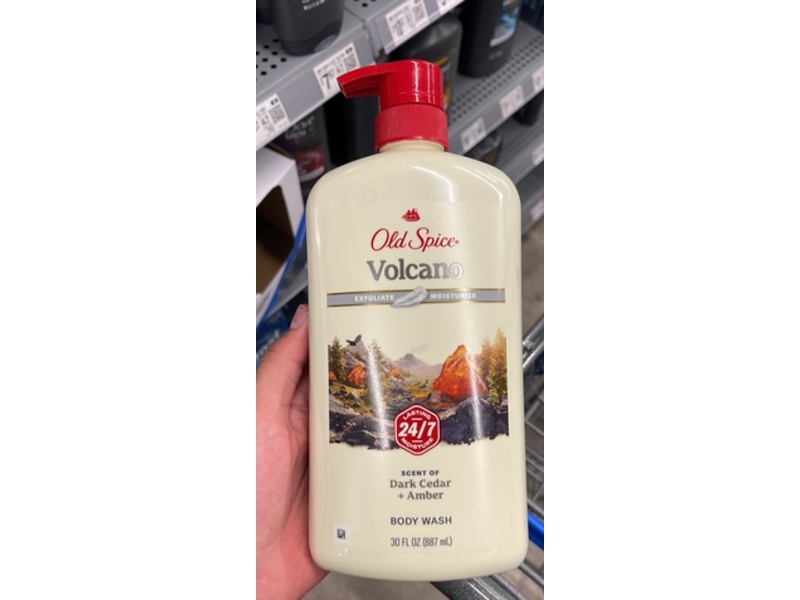 Old Spice
Volcano
EXFOLIATE MOISTURIZE
LASTING
24/7
MOISTURE
SCENT OF
Dark Cedar
+ Amber
BODY WASH
30 FL OZ (887 mL)